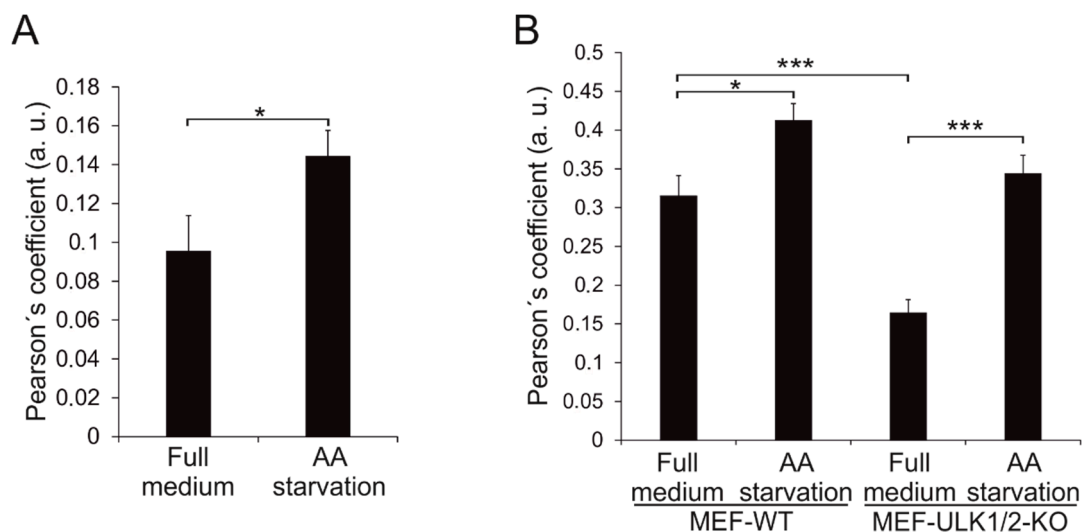 A
Pearson´s coefficient (a. u.)
0.18
0.16
0.14
0.12
0.1
0.08
0.06
0.04
0.02
0
*
Full
medium
AA
starvation
B
Pearson´s coefficient (a. u.)
0.5
0.45
0.4
0.35
0.3
0.25
0.2
0.15
0.1
0.05
0
***
*
***
Full
medium
AA
starvation
Full
medium
AA
starvation
MEF-WT
MEF-ULK1/2-KO